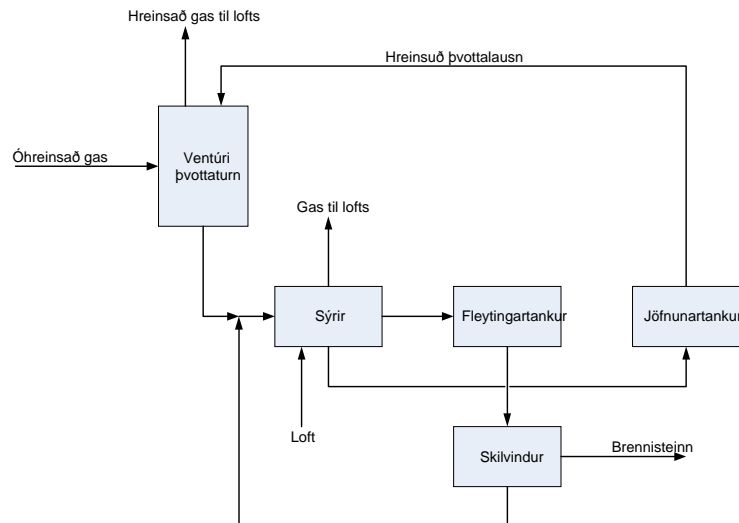 Hreinsað gas til lofts
Hreinsuð þvottalausn
Óhreinsað gas
Ventúri
þvottaturn
Gas til lofts
Sýrir
Fleytingartankur
Jöfnunartankur
Loft
Skilvindur
Brennisteinn